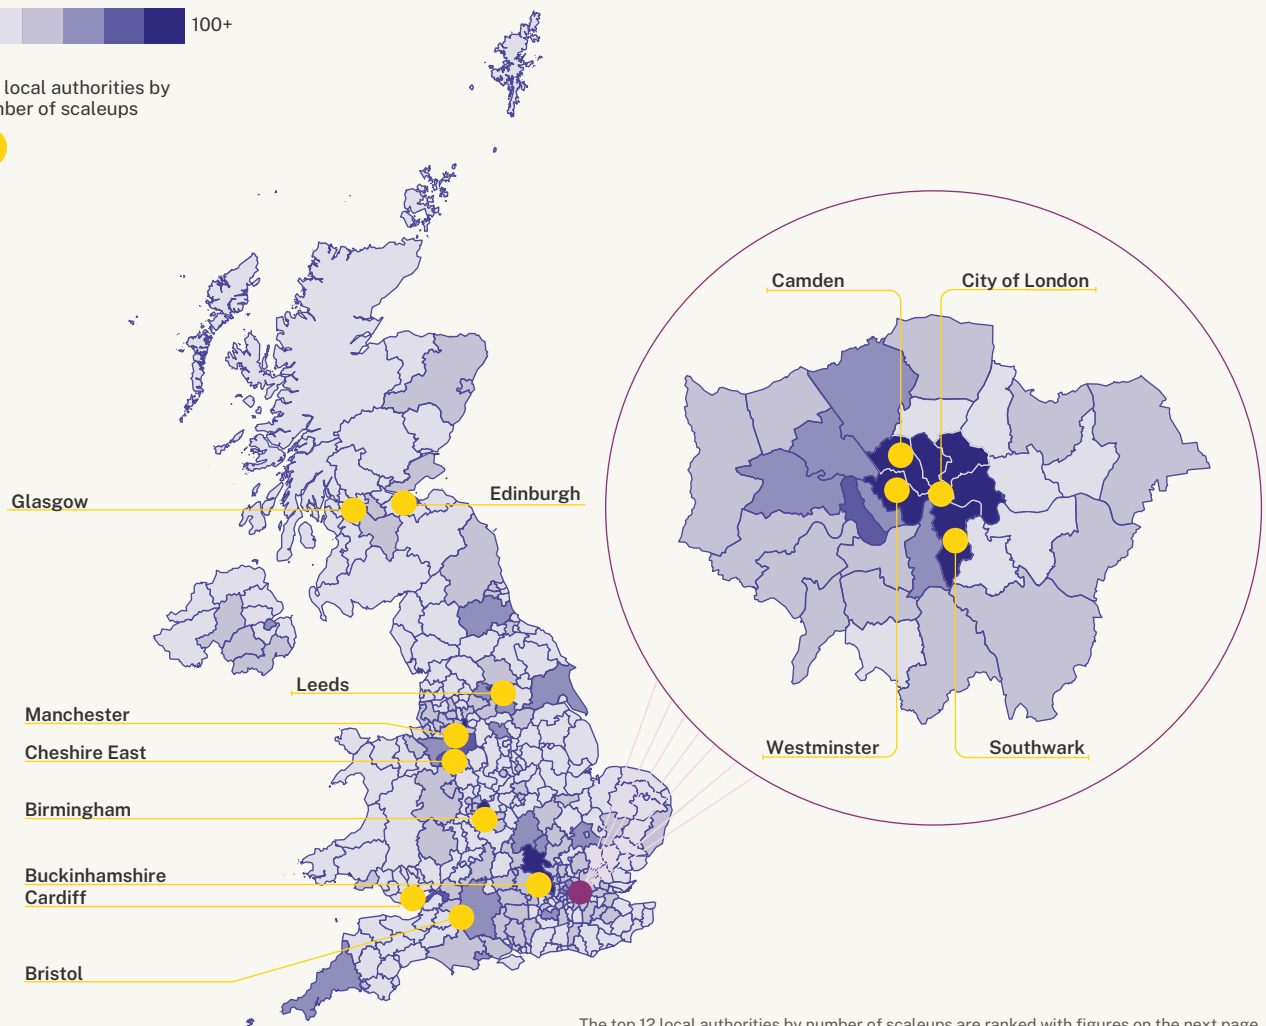 100+
local authorities by
of scaleups
Camden
City of London
Glasgow
Edinburgh
Leeds
Manchester
Cheshire East
Westminster
Southwark
Birmingham
Buckinhamshire
Cardiff
Bristol
The top 12 local authorities by number of scaleups are ranked with figures on the next page